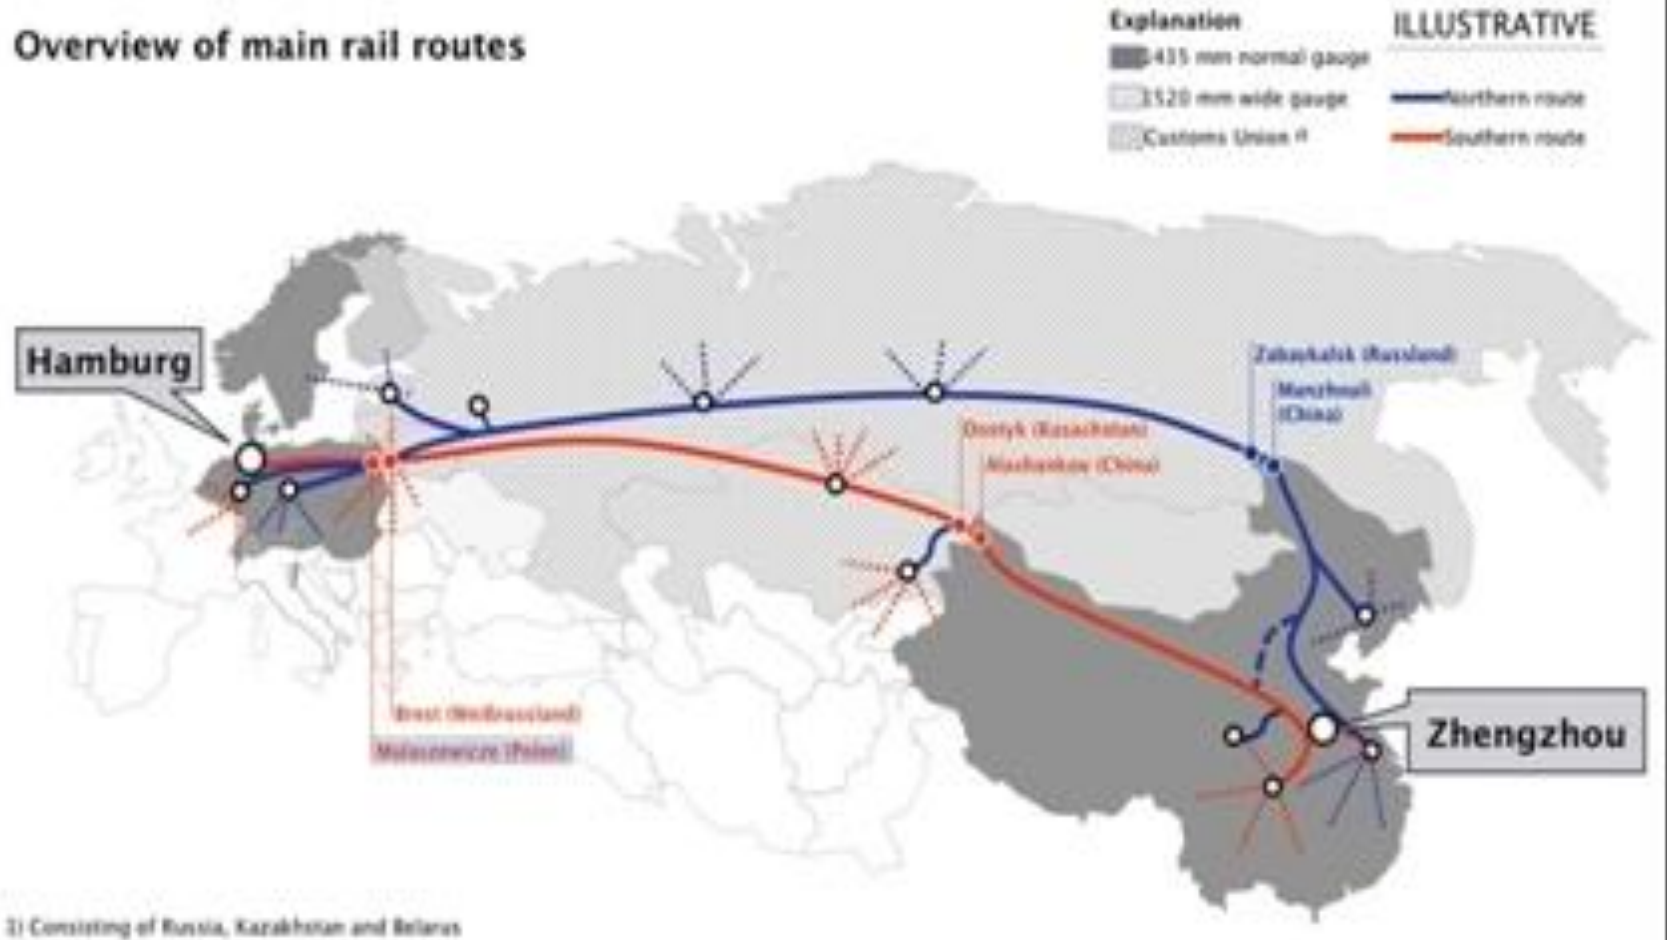 Overview of main rail routes
Explanation
ILLUSTRATIVE
1435 mm normal gauge
1520 mm wide gauge
Customs Union
Northern route
Southern route
Hamburg
Zabaykalsk (Russland)
Manzhouli
(China)
Dostyk (Kasachstan)
Alashankou (China)
Brest (Weißrussland)
Malaszewicze (Polen)
Zhengzhou
1) Consisting of Russia, Kazakhstan and Belarus